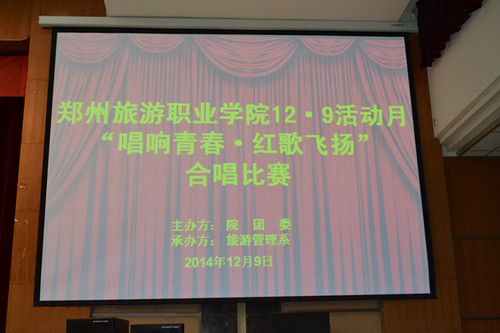 郑州旅游职业学院12·9活动月
“唱响青春·红歌飞扬”
合唱比赛
主办方：院 团 委
承办方：旅游管理系
2014年12月9日